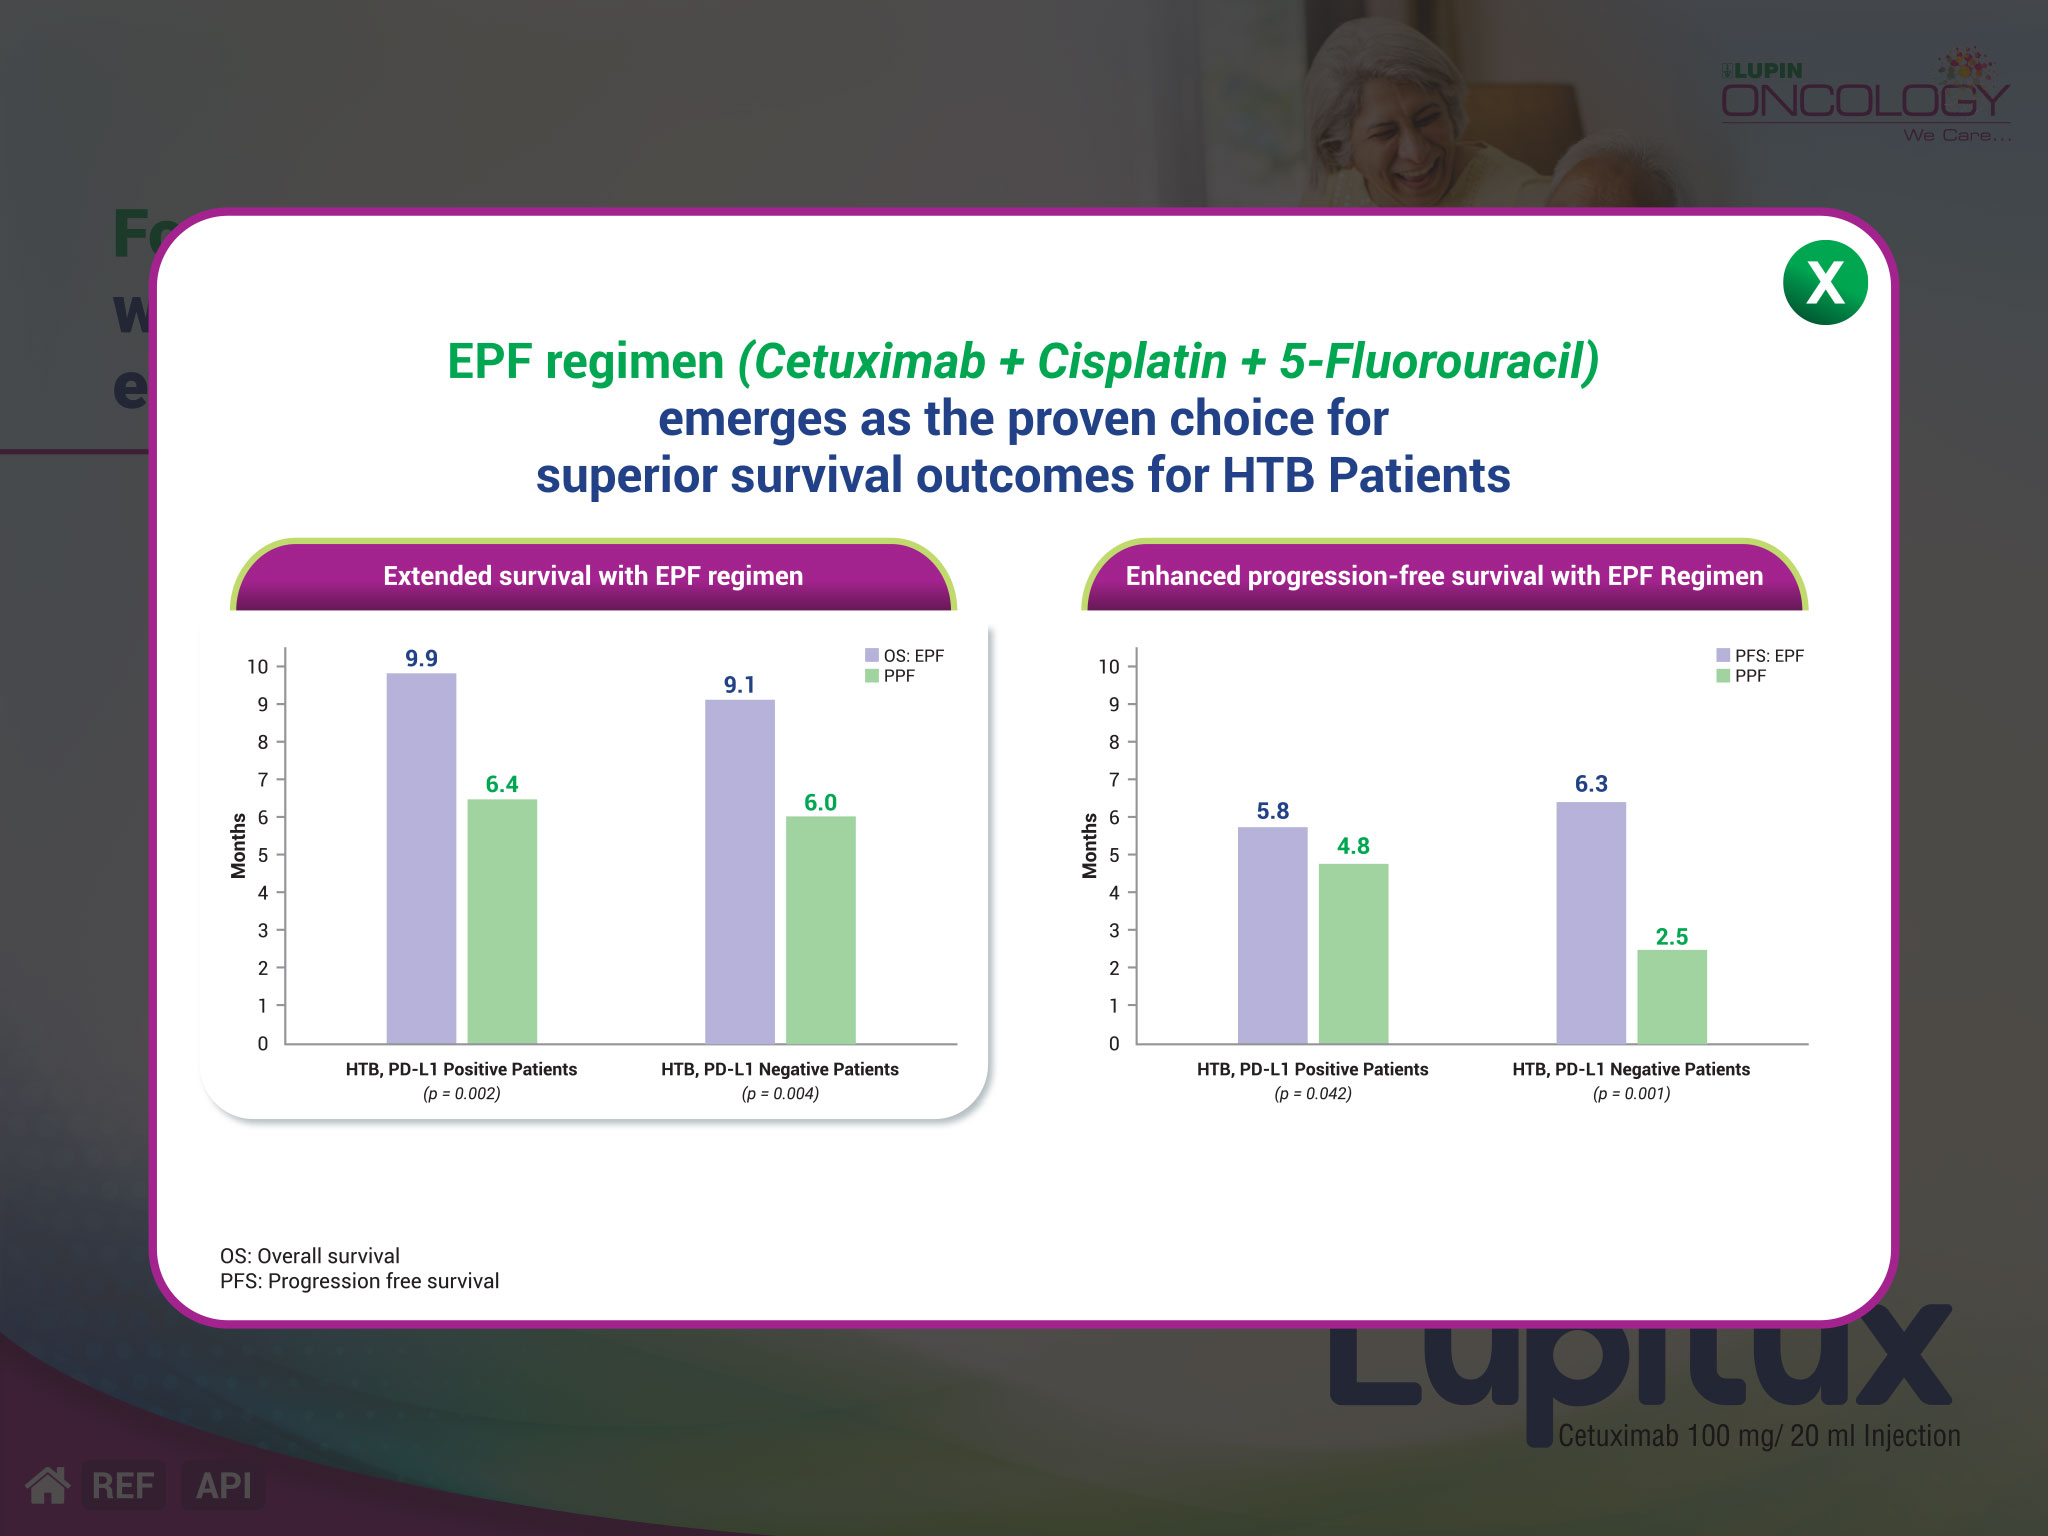 LUPIN
ONCOLOGY
We Care...
X
EPF regimen (Cetuximab + Cisplatin + 5-Fluorouracil)
emerges as the proven choice for
superior survival outcomes for HTB Patients
Extended survival with EPF regimen
OS: EPF
PPF
Months
10
9
8
7
6
5
4
3
2
1
0
9.9
6.4
9.1
6.0
HTB, PD-L1 Positive Patients
(p = 0.002)
HTB, PD-L1 Negative Patients
(p = 0.004)
Enhanced progression-free survival with EPF Regimen
PFS: EPF
PPF
Months
10
9
8
7
6
5
4
3
2
1
0
5.8
4.8
6.3
2.5
HTB, PD-L1 Positive Patients
(p = 0.042)
HTB, PD-L1 Negative Patients
(p = 0.001)
OS: Overall survival
PFS: Progression free survival
Lupitux
Cetuximab 100 mg/ 20 ml Injection
REF
API